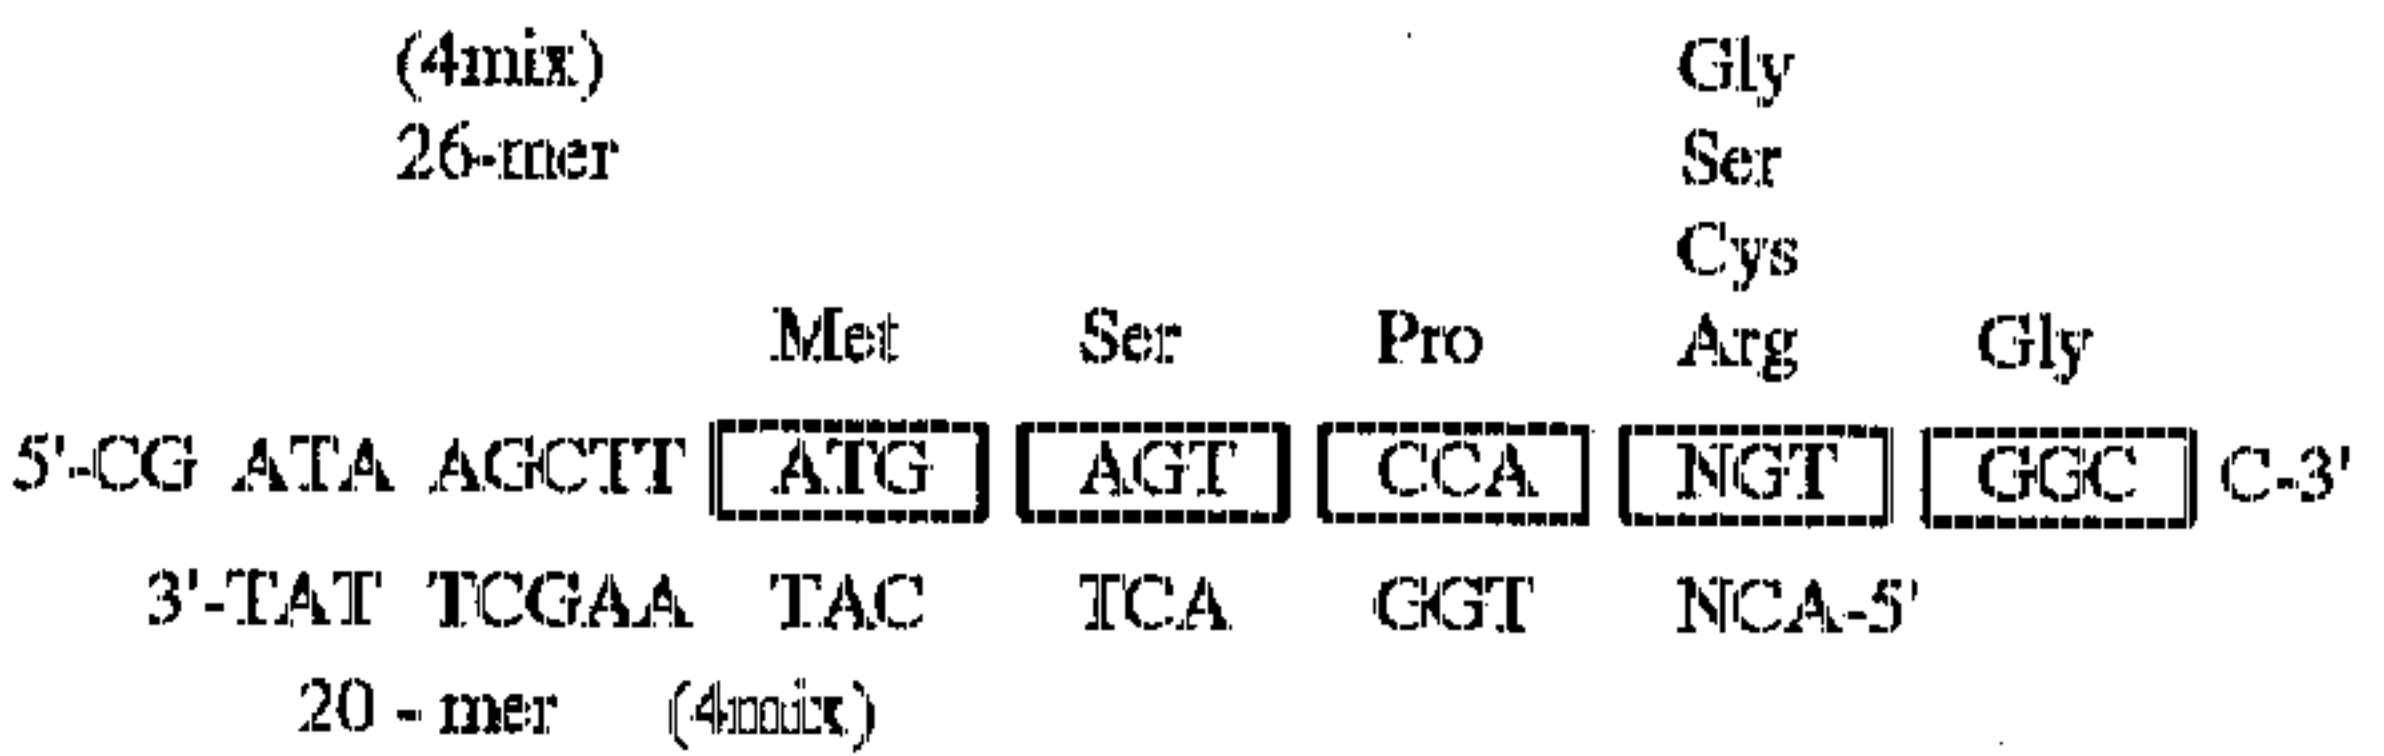 (4mix) Gly
26-mer Ser
Cys
Met Ser Pro Arg Gly
5'-CG ATA AGCTT ATG AGT CCA NGT GGC C-3'
3'-TAT TCGAA TAC TCA GGT NCA-5'
20 - mer (4mix)